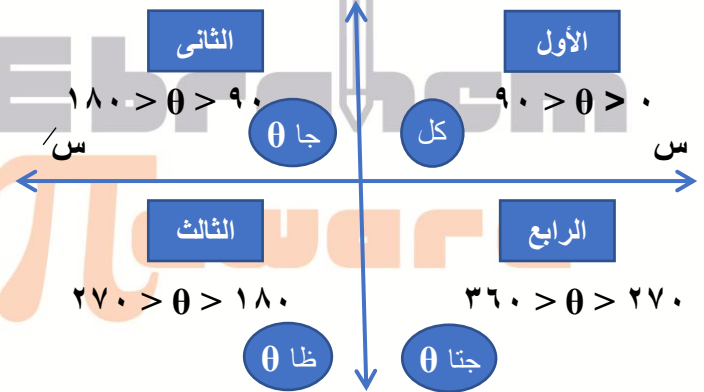 الأول
٩٠ > θ > ٠
كل
س
الثانى
١٨٠ > θ > ٩٠
جا θ
س/
الثالث
٢٧٠ > θ > ١٨٠
ظا θ
الرابع
٣٦٠ > θ > ٢٧٠
جتا θ